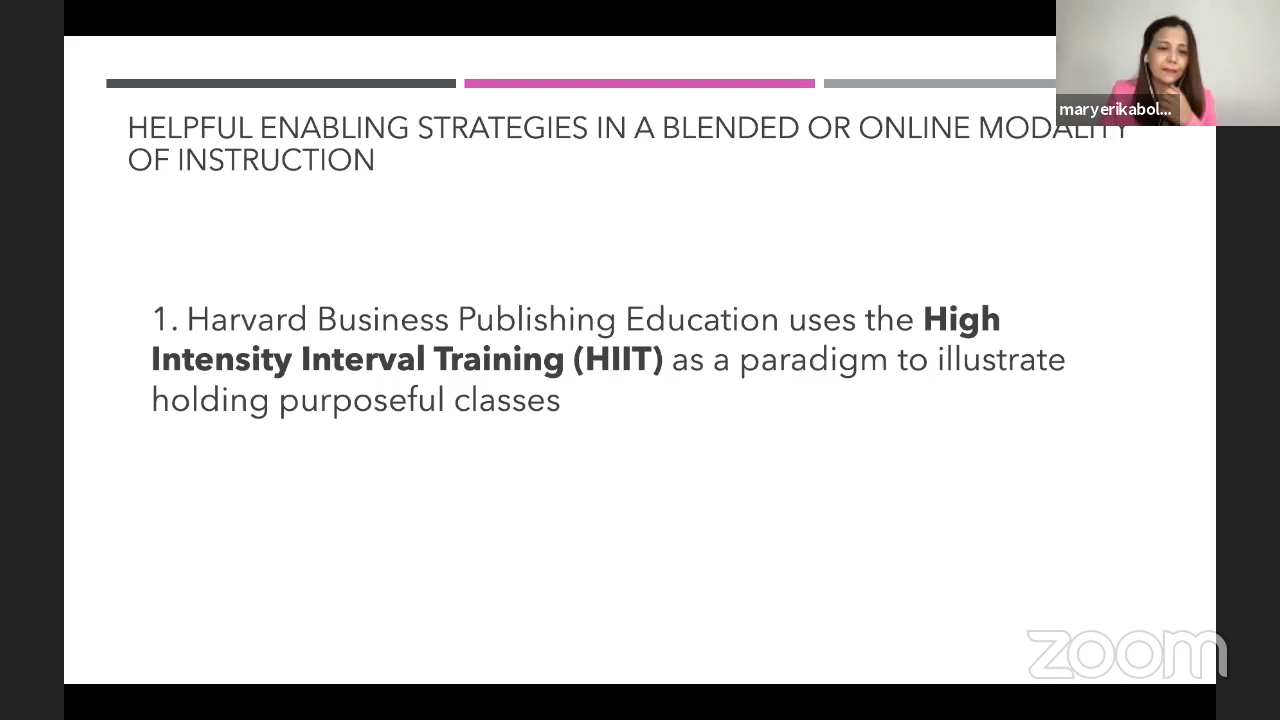 HELPFUL ENABLING STRATEGIES IN A BLENDED OR ONLINE MODALITY
OF INSTRUCTION
maryerikabol...
1. Harvard Business Publishing Education uses the High
Intensity Interval Training (HIIT) as a paradigm to illustrate
holding purposeful classes
zoom